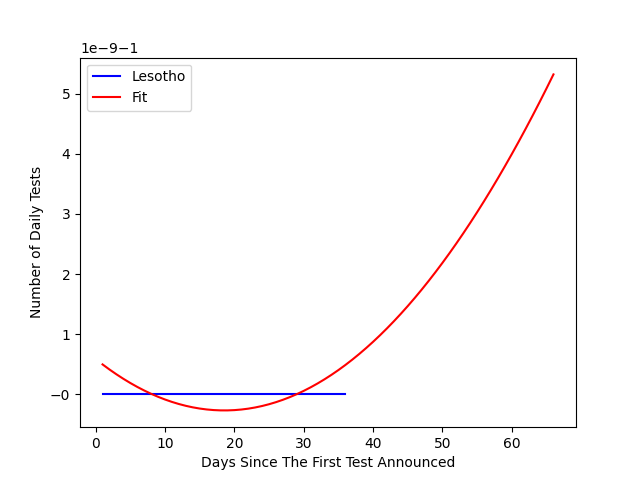 1e−9−1
Lesotho
Fit
5
4
3
2
1
−0
Number of Daily Tests
0 10 20 30 40 50 60
Days Since The First Test Announced